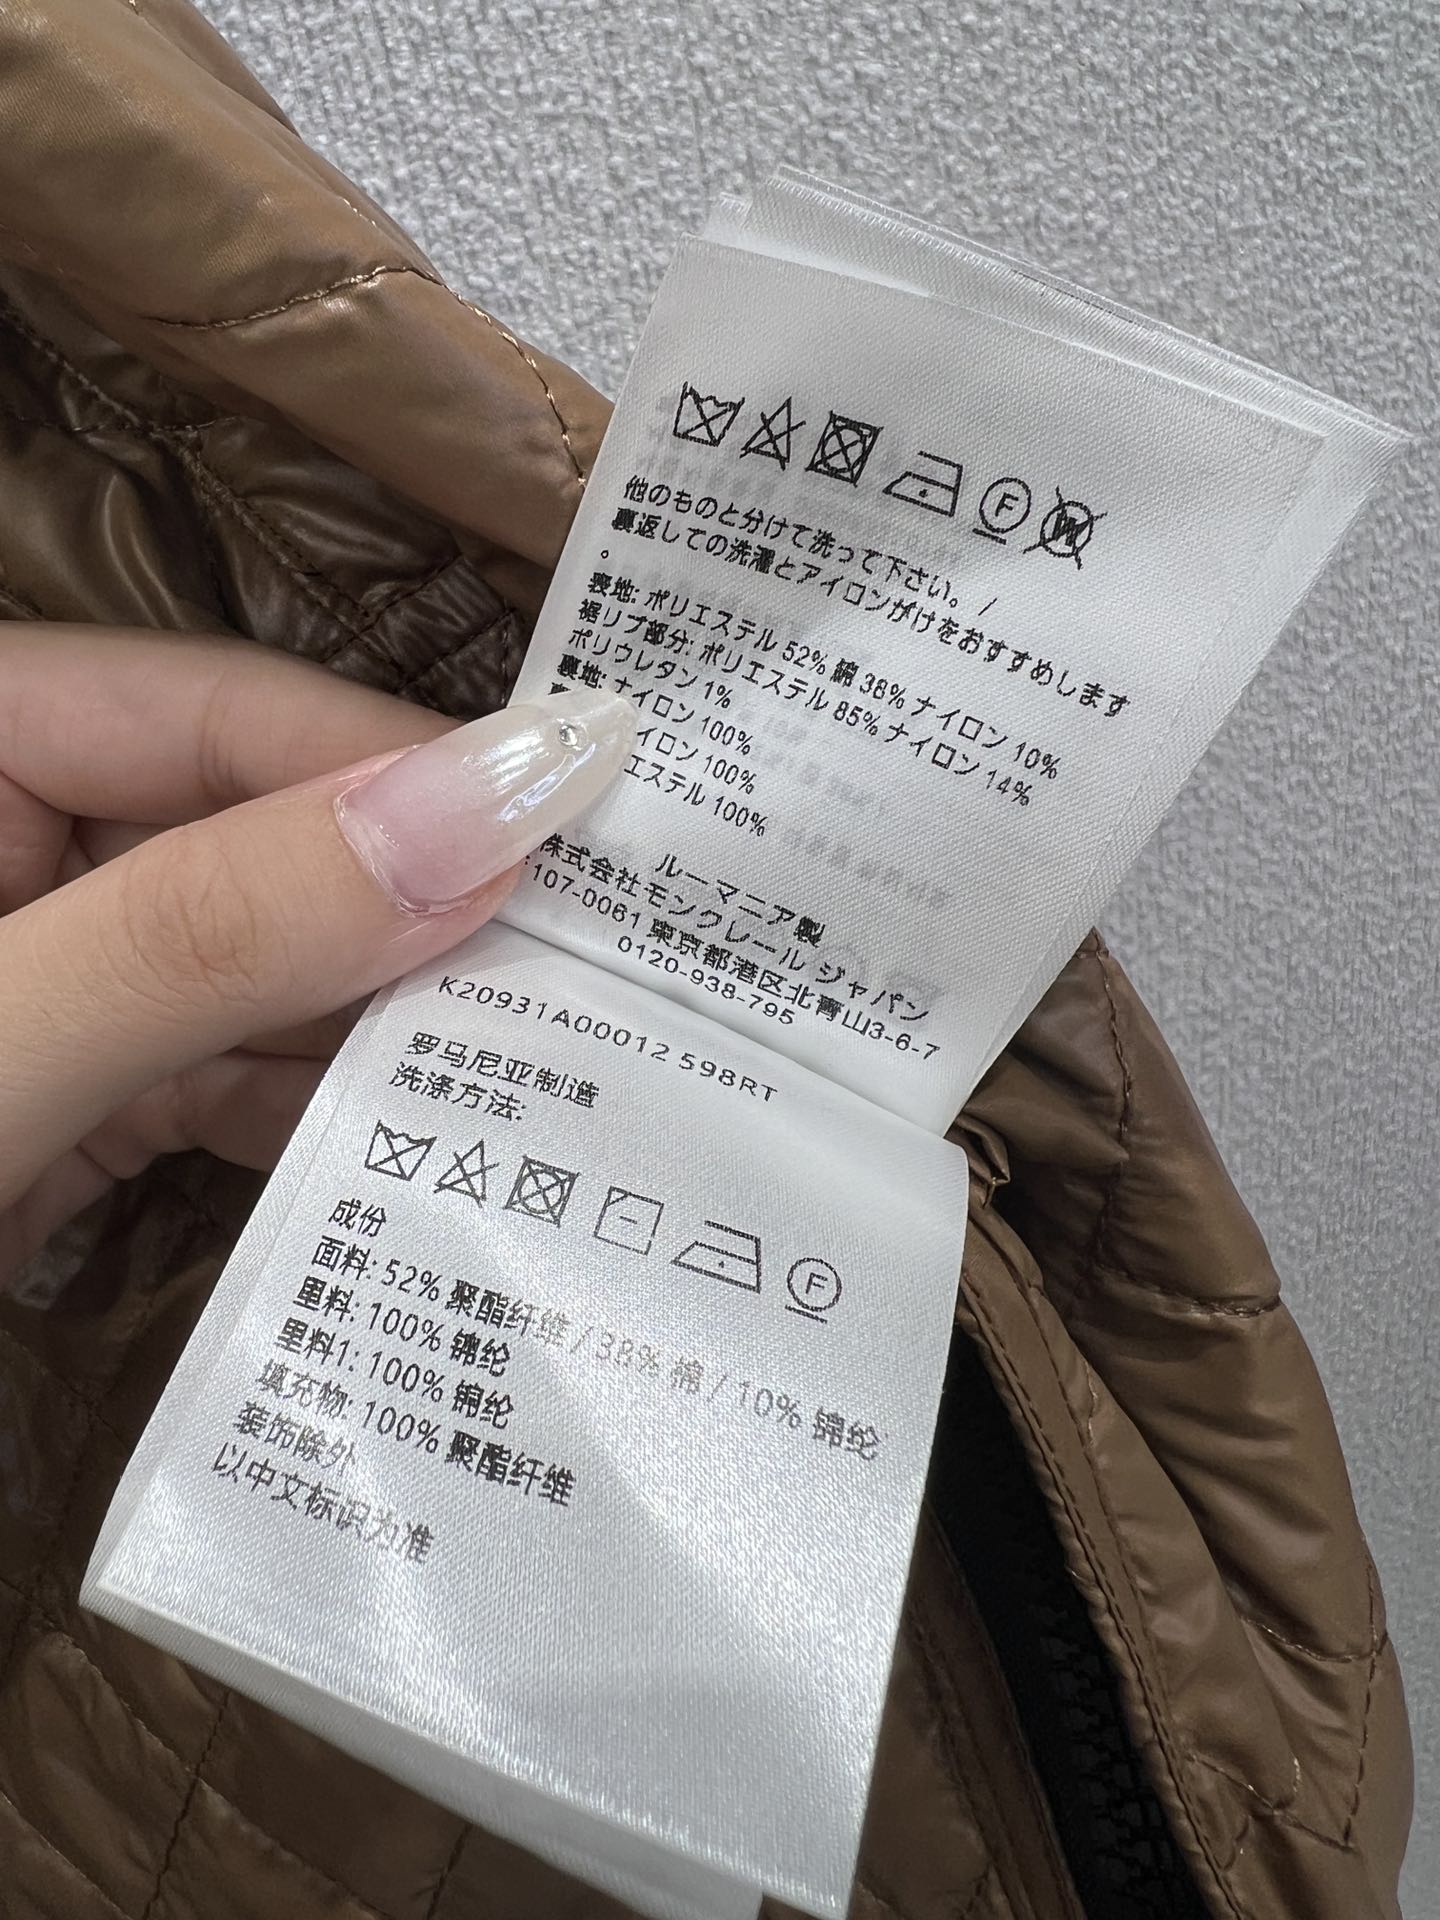 F
W
他のものと分けて洗って下さい。/
裏返しての洗濯とアイロンがけをおすすめします
。
表地: ポリエステル 52% 綿 38% ナイロン 10%
裾リブ部分: ポリエステル 85% ナイロン 14%
ポリウレタン 1%
裏地: ナイロン 100%
イロン 100%
エステル 100%
ルーマニア製
株式会社モンクレール ジャパン
107-0061 東京都港区北青山3-6-7
0120-938-795
K20931A00012 598RT
罗马尼亚制造
洗涤方法:
F
成份
面料: 52% 聚酯纤维 / 38% 棉 / 10% 锦纶
里料: 100% 锦纶
里料1: 100% 锦纶
填充物: 100% 聚酯纤维
装饰除外
以中文标识为准